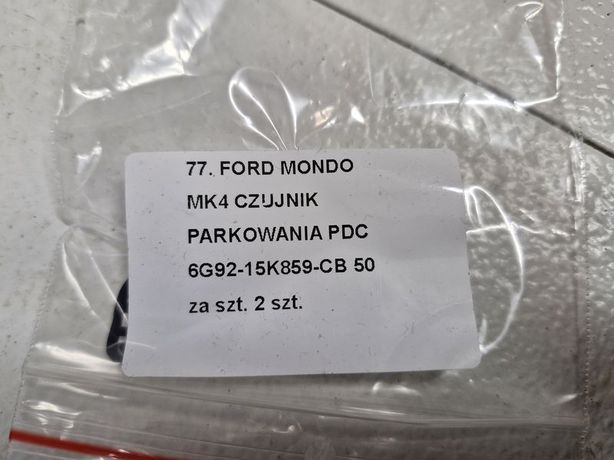 77. FORD MONDO
MK4 CZUJNIK
PARKOWANIA PDC
6G92-15K859-CB 50
za szt. 2 szt.